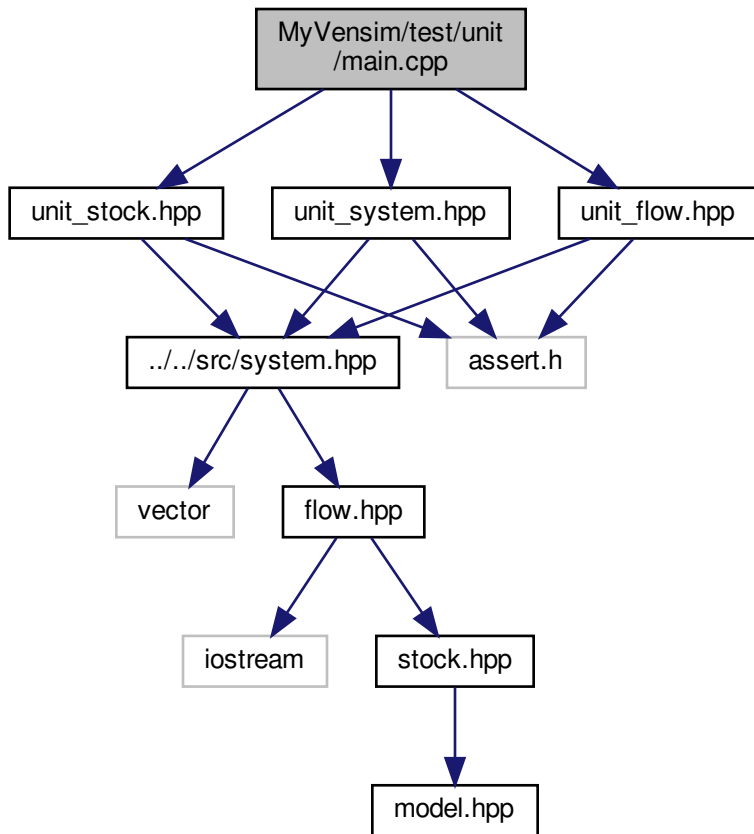 MyVensim/test/unit
/main.cpp
unit_stock.hpp
unit_system.hpp
unit_flow.hpp
../../src/system.hpp
assert.h
vector
flow.hpp
iostream
stock.hpp
model.hpp